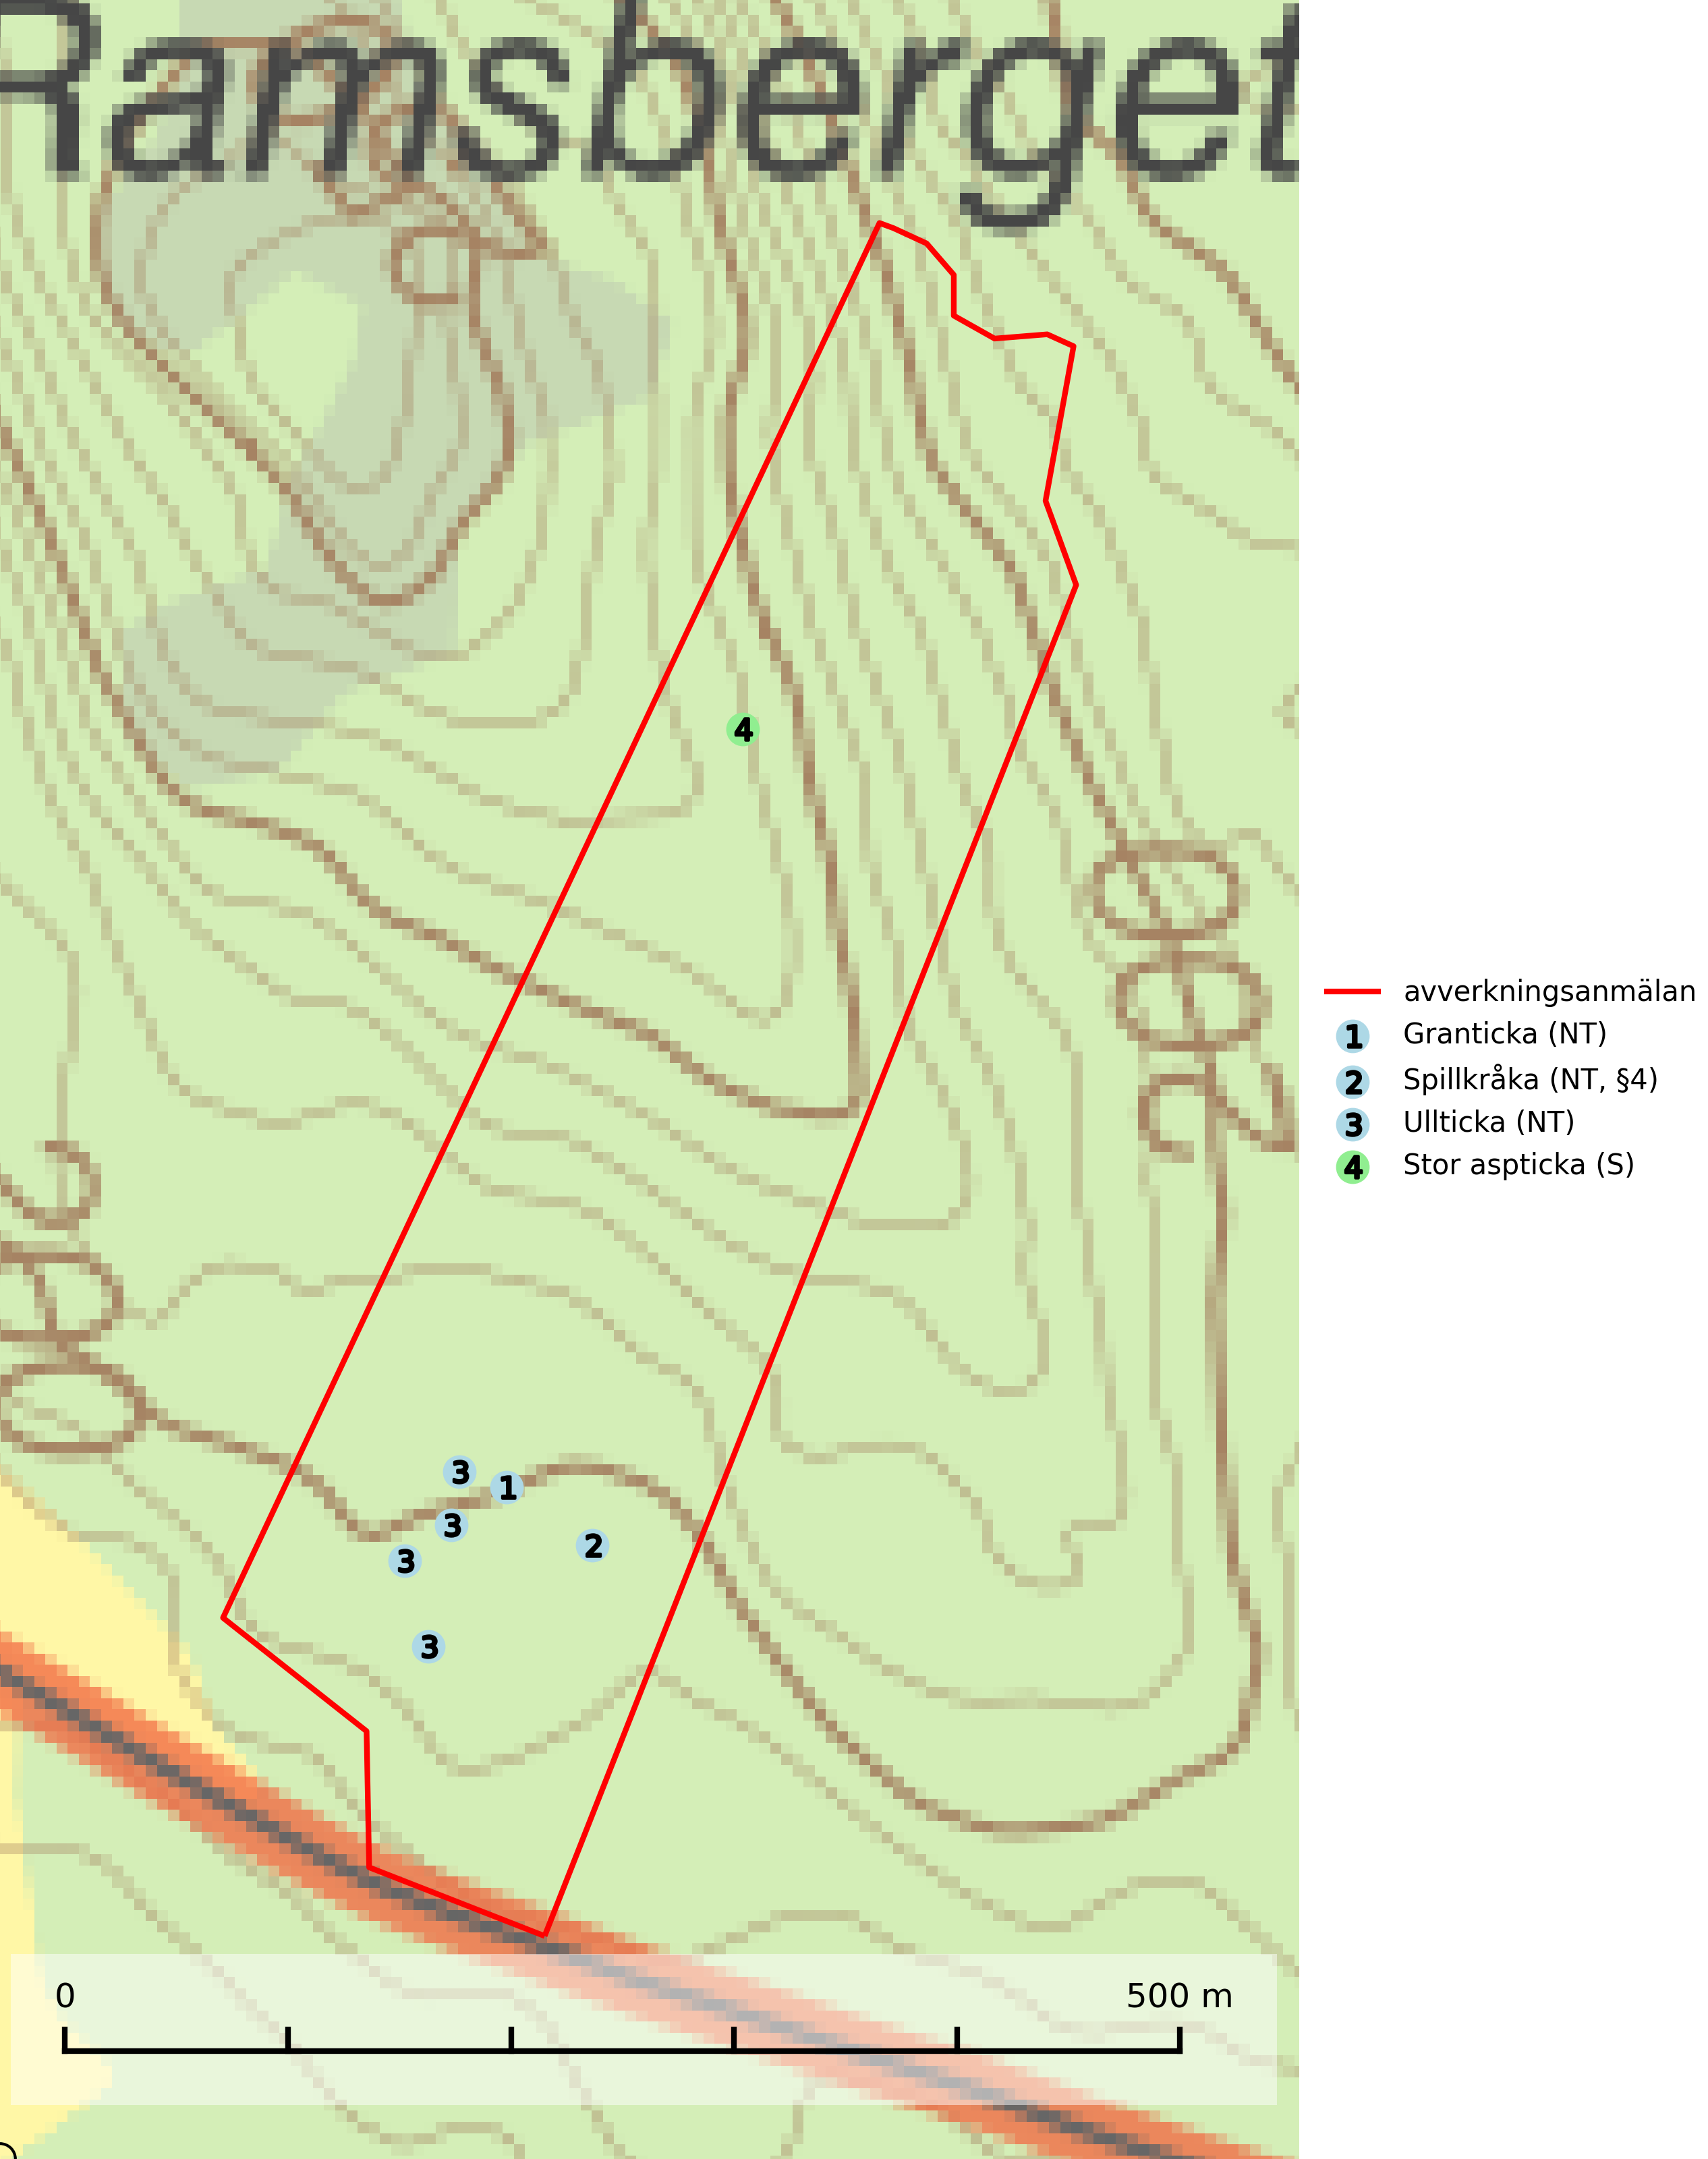 Ramsberget
4
3
1
3
2
3
3
0
500 m
avverkningsanmälan
1 Granticka (NT)
2 Spillkråka (NT, §4)
3 Ullticka (NT)
4 Stor aspticka (S)